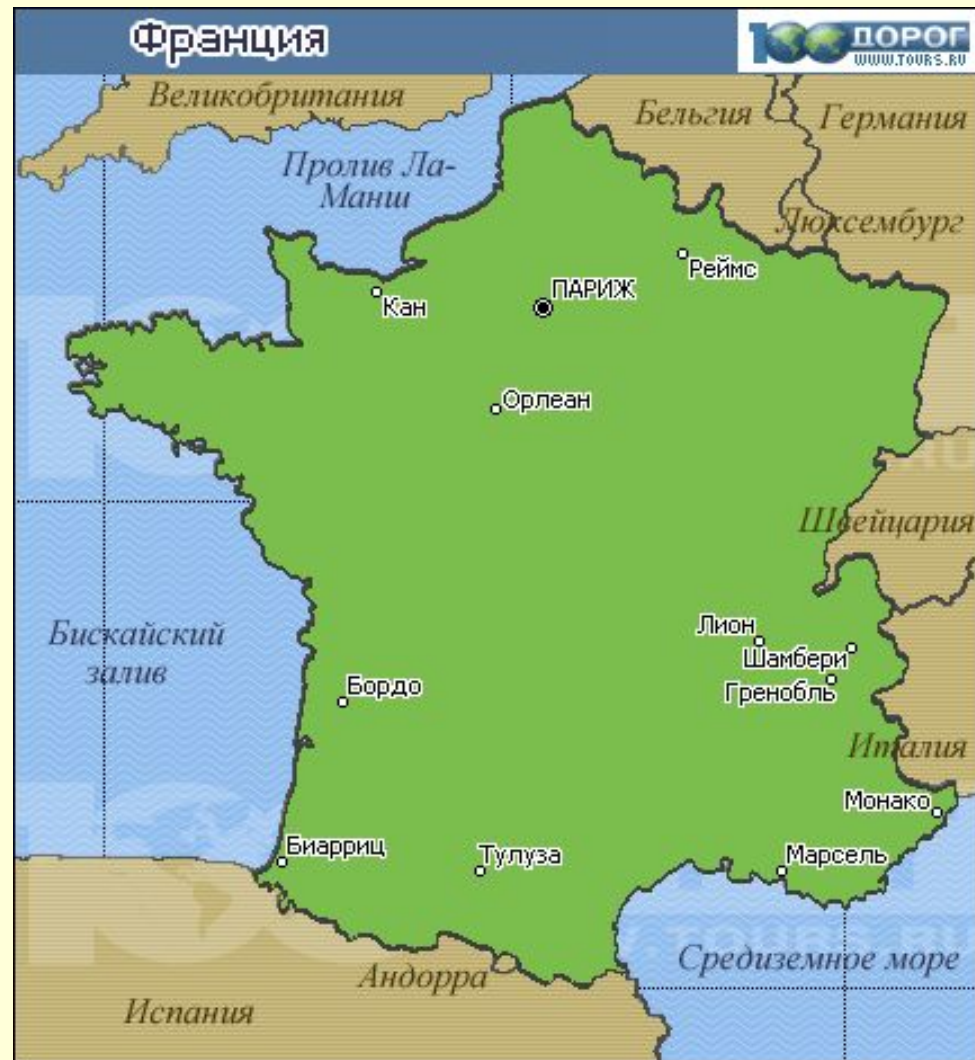 Франция
100 ДОРОГ
WWW.TOURS.RU
Великобритания
Бельгия
Германия
Пролив Ла-
Манш
Люксембург
Реймс
ПАРИЖ
Кан
Орлеан
Швейцария
Бискайский
залив
Лион
Шамбери
Гренобль
Бордо
Италия
Монако
Биарриц
Тулуза
Марсель
Средиземное море
Андорра
Испания